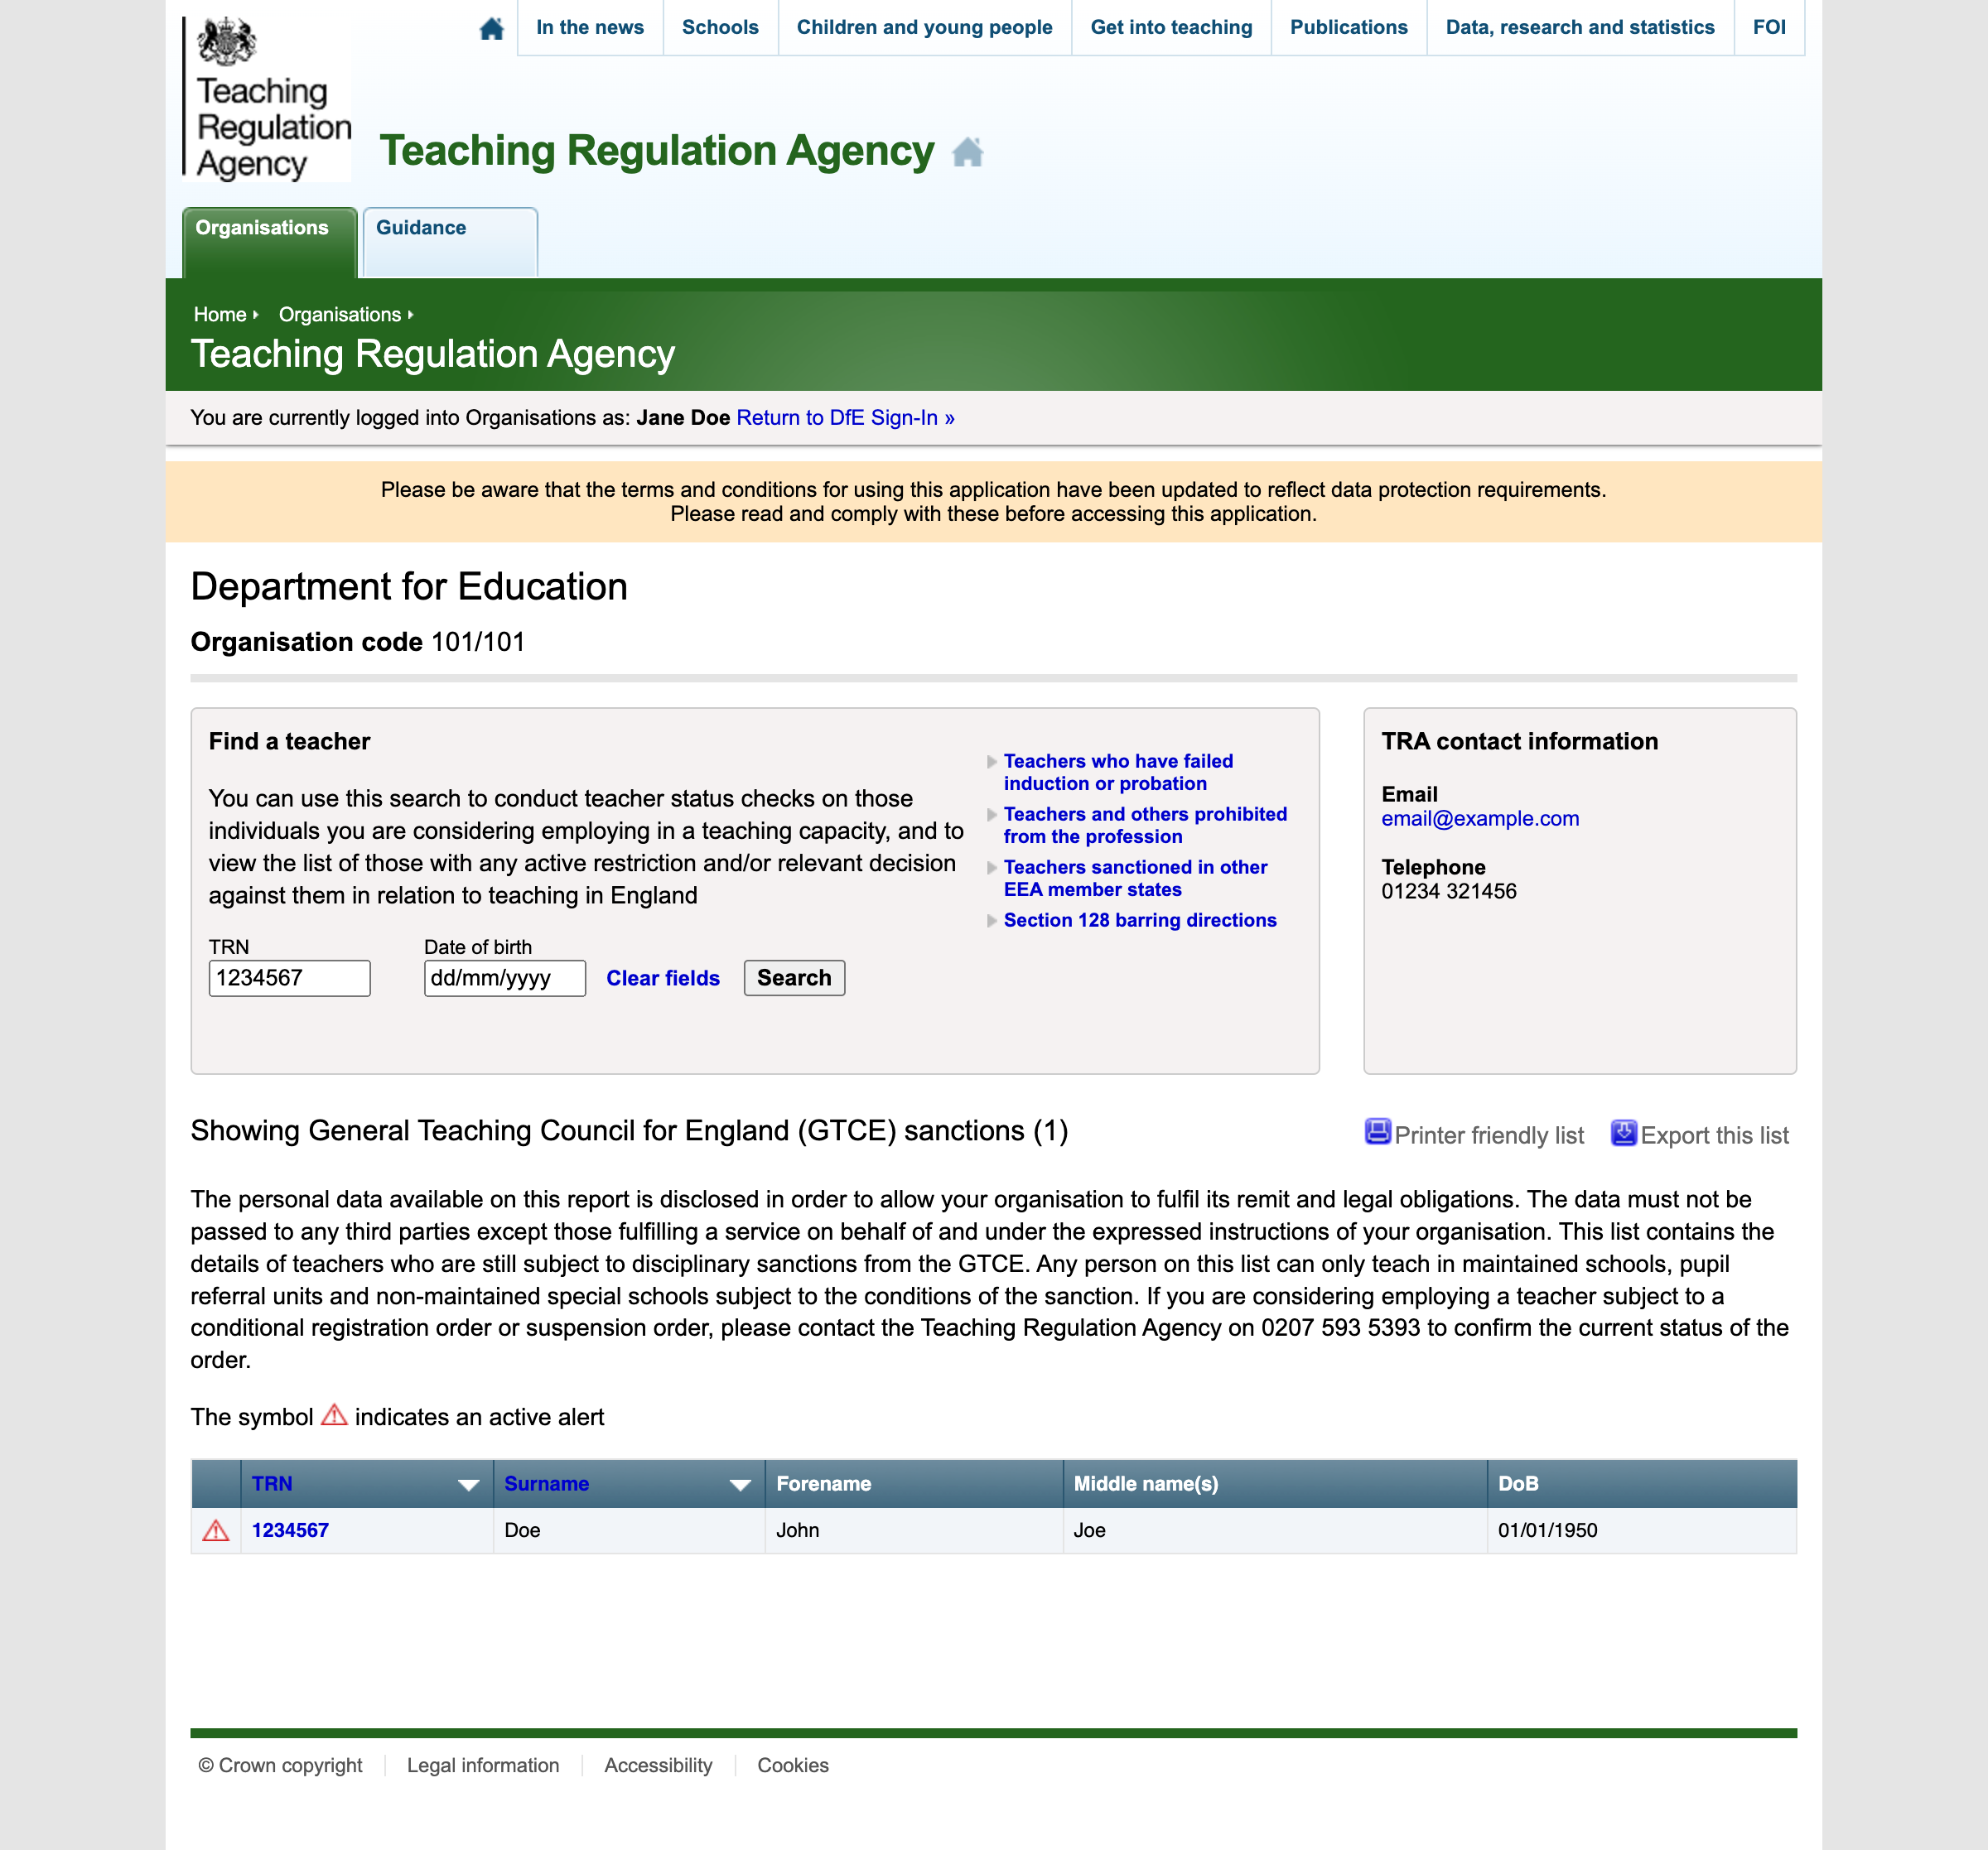 Teaching
Regulation
Agency
In the news
Schools
Children and young people
Get into teaching
Publications
Data, research and statistics
FOI
Teaching Regulation Agency
Organisations
Guidance
Home
Organisations
Teaching Regulation Agency
You are currently logged into Organisations as: Jane Doe Return to DfE Sign-In »
Please be aware that the terms and conditions for using this application have been updated to reflect data protection requirements.
Please read and comply with these before accessing this application.
Department for Education
Organisation code 101/101
Find a teacher
You can use this search to conduct teacher status checks on those
individuals you are considering employing in a teaching capacity, and to
view the list of those with any active restriction and/or relevant decision
against them in relation to teaching in England
TRN
Date of birth
1234567
dd/mm/yyyy
Clear fields
Search
Teachers who have failed
induction or probation
Teachers and others prohibited
from the profession
Teachers sanctioned in other
EEA member states
Section 128 barring directions
TRA contact information
Email
email@example.com
Telephone
01234 321456
Showing General Teaching Council for England (GTCE) sanctions (1)
Printer friendly list
Export this list
The personal data available on this report is disclosed in order to allow your organisation to fulfil its remit and legal obligations. The data must not be
passed to any third parties except those fulfilling a service on behalf of and under the expressed instructions of your organisation. This list contains the
details of teachers who are still subject to disciplinary sanctions from the GTCE. Any person on this list can only teach in maintained schools, pupil
referral units and non-maintained special schools subject to the conditions of the sanction. If you are considering employing a teacher subject to a
conditional registration order or suspension order, please contact the Teaching Regulation Agency on 0207 593 5393 to confirm the current status of the
order.
The symbol indicates an active alert
TRN Surname Forename Middle name(s) DoB
1234567 Doe John Joe 01/01/1950
© Crown copyright
Legal information
Accessibility
Cookies